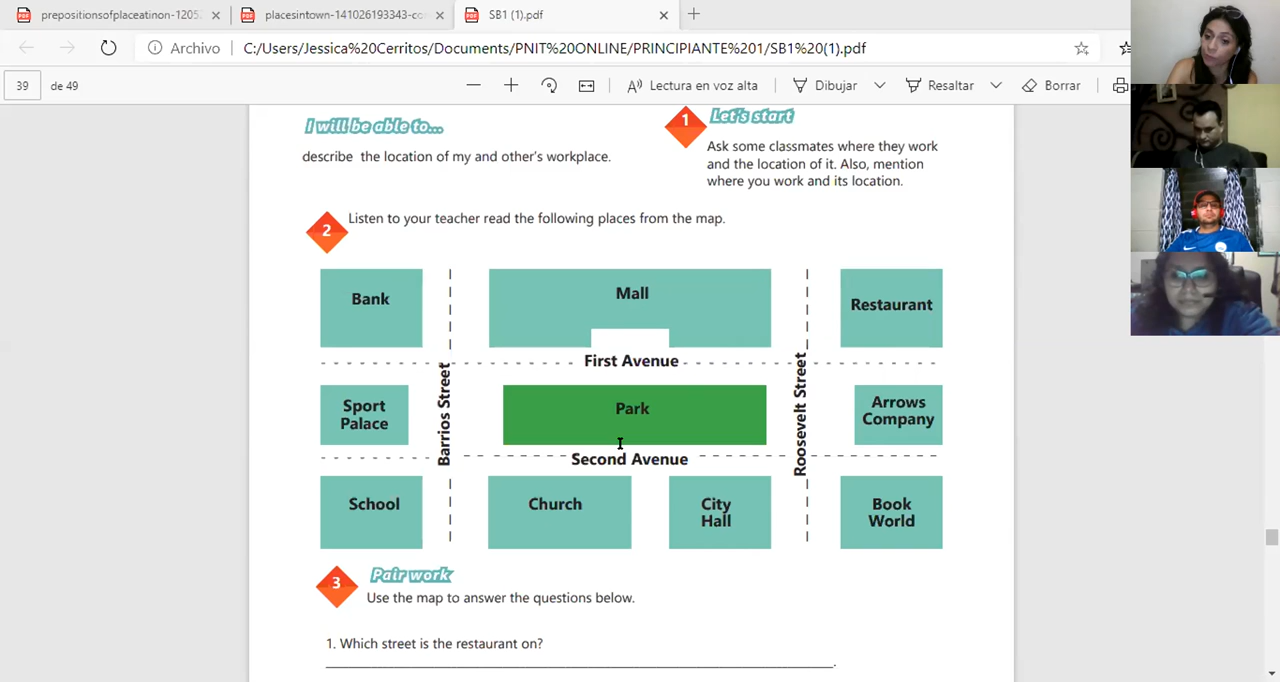 prepositionsofplaceatinon-1205
placesintown-141026193343-co
SB1 (1).pdf
Archivo
C:/Users/Jessica%20Cerritos/Documents/PNIT%20ONLINE/PRINCIPIANTE%201/SB1%20(1).pdf
39
de 49
Lectura en voz alta
Dibujar
Resaltar
Borrar
I will be able to...
describe the location of my and other's workplace.
1
Let's start
Ask some classmates where they work
and the location of it. Also, mention
where you work and its location.
2
Listen to your teacher read the following places from the map.
Bank
Mall
Restaurant
First Avenue
Barrios Street
Roosevelt Street
Sport
Palace
Park
Arrows
Company
Second Avenue
School
Church
City
Hall
Book
World
3
Pair work
Use the map to answer the questions below.
1. Which street is the restaurant on?